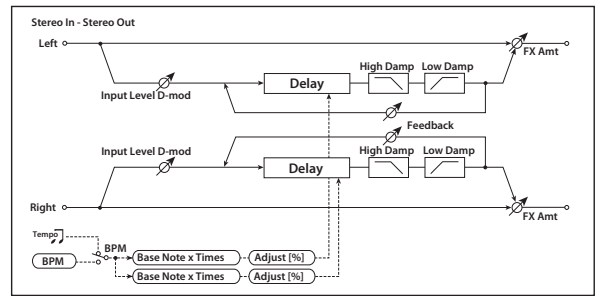 Stereo In - Stereo Out
Left
FX Amt
High Damp Low Damp
Delay
Input Level D-mod
Feedback
Input Level D-mod
High Damp Low Damp
Delay
Right
FX Amt
Tempo
BPM
BPM
Base Note x Times
Adjust [%]
Base Note x Times
Adjust [%]